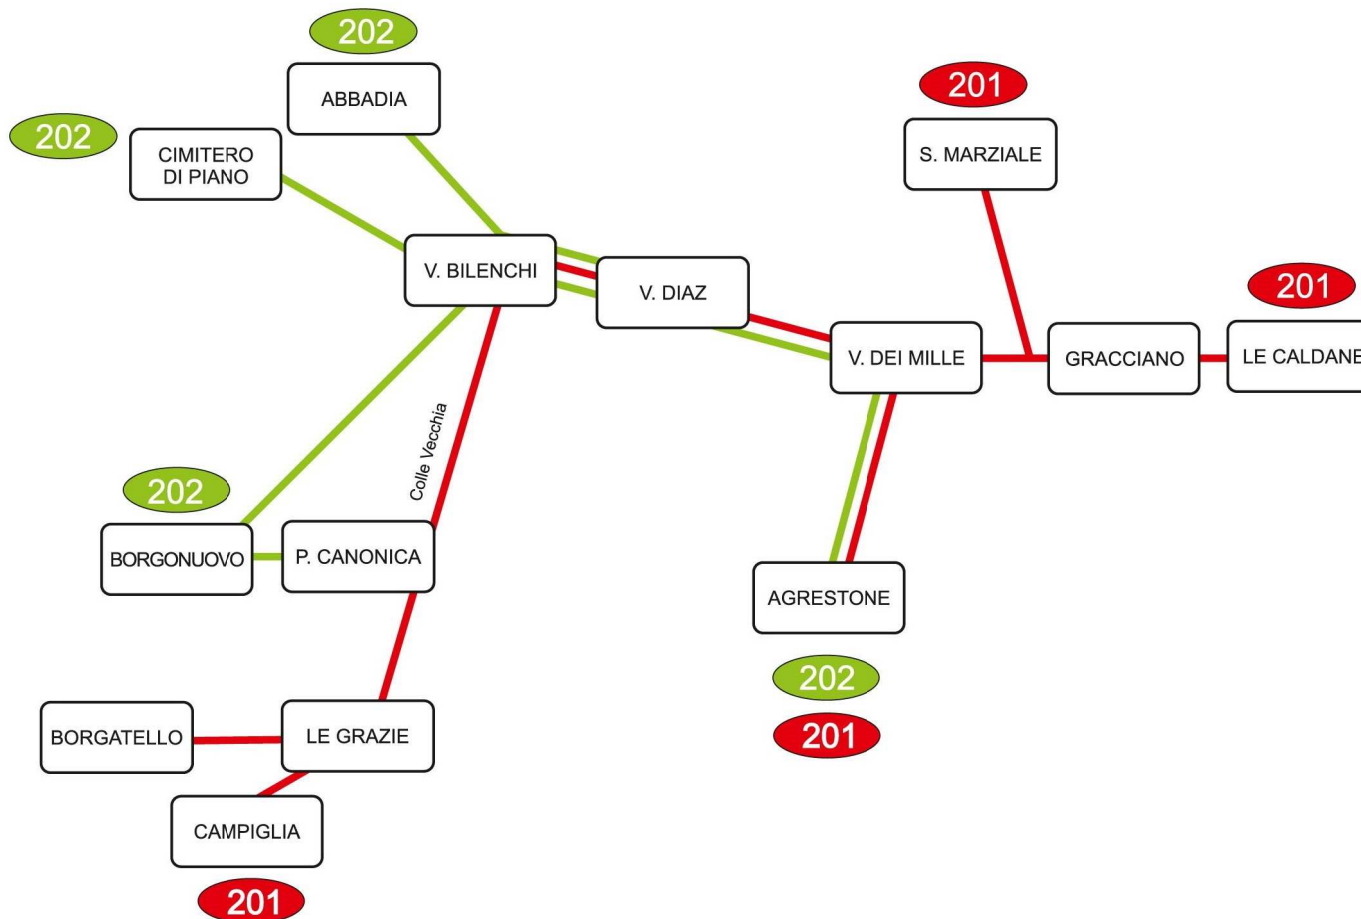 202
ABBADIA
202
CIMITERO
DI PIANO
201
S. MARZIALE
V. BILENCHI
V. DIAZ
201
V. DEI MILLE
GRACCIANO
LE CALDANE
Colle Vecchia
202
BORGONUOVO
P. CANONICA
AGRESTONE
202
201
BORGATELLO
LE GRAZIE
CAMPIGLIA
201